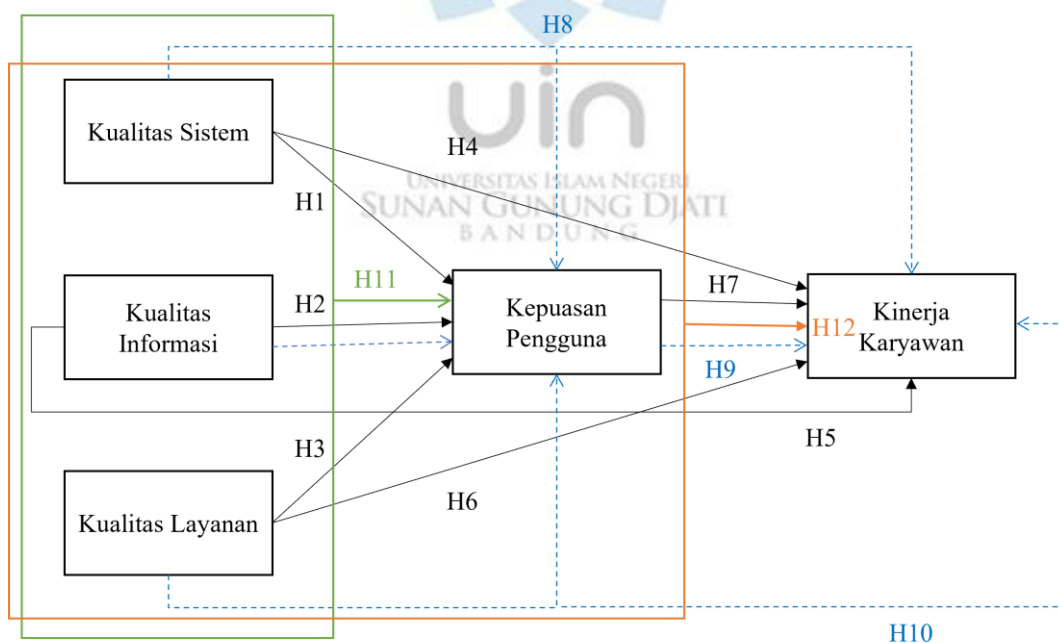 H8
uin
Kualitas Sistem
H4
UNIVERSITAS ISLAM NEGERI
SUNAN GUNUNG DJATI
BANDUNG
H1
H11
H7
Kualitas
Informasi
H2
Kepuasan
Pengguna
H12
Kinerja
Karyawan
H9
H3
H5
H6
Kualitas Layanan
H10